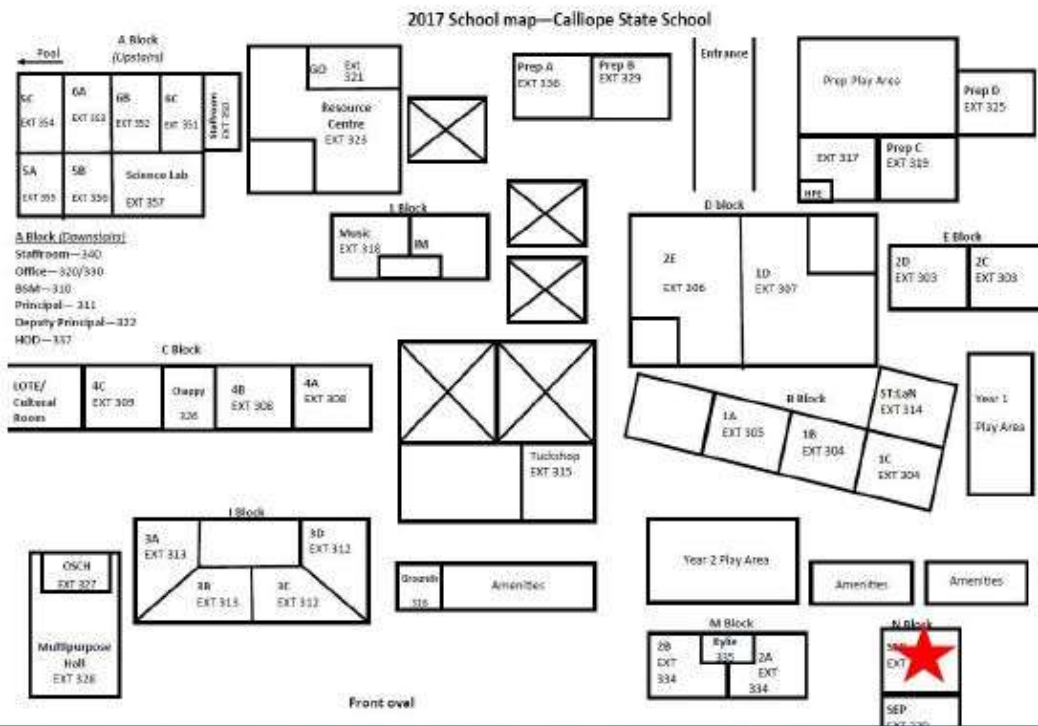 2017 School map—Calliope State School
Pool
A Block
(Upstairs)
5C
EXT 354
6A
EXT 353
6B
EXT 352
6C
EXT 351
Staffroom
EXT 350
5A
EXT 355
5B
EXT 356
Science Lab
EXT 357
GO
Ext
321
Resource
Centre
EXT 323
Prep A
EXT 336
Prep B
EXT 329
Entrance
Prep Play Area
Prep D
EXT 325
EXT 317
HPE
Prep C
EXT 319
A Block (Downstairs)
Staffroom—340
Office—320/330
BSM—310
Principal—311
Deputy Principal—322
HOD—337
L Block
Music
EXT 318
IM
D block
2E
EXT 306
1D
EXT 307
E Block
2D
EXT 303
2C
EXT 303
C Block
LOTE/
Cultural
Room
4C
EXT 309
Chappy
326
4B
EXT 308
4A
EXT 308
Tuckshop
EXT 315
B Block
1A
EXT 305
1B
EXT 304
ST:LaN
EXT 314
1C
EXT 304
Year 1
Play Area
I Block
3A
EXT 313
3B
EXT 313
3C
EXT 312
3D
EXT 312
OSCH
EXT 327
Multipurpose
Hall
EXT 328
Grounds
316
Amenities
Year 2 Play Area
Amenities
Amenities
M Block
2B
EXT
334
Kylie
335
2A
EXT
334
N Block
EXT
SEP
Front oval